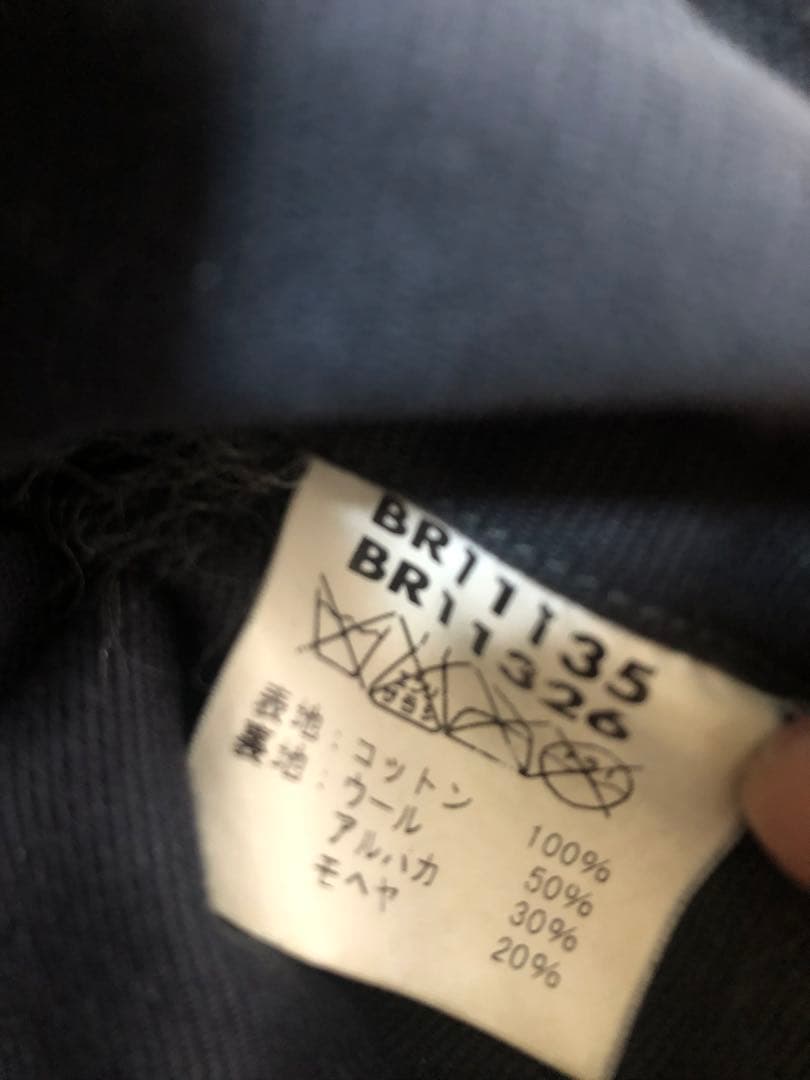 BR11135
BR11326
表地：コットン 100%
裏地：ウール 50%
アルパカ 30%
モヘヤ 20%